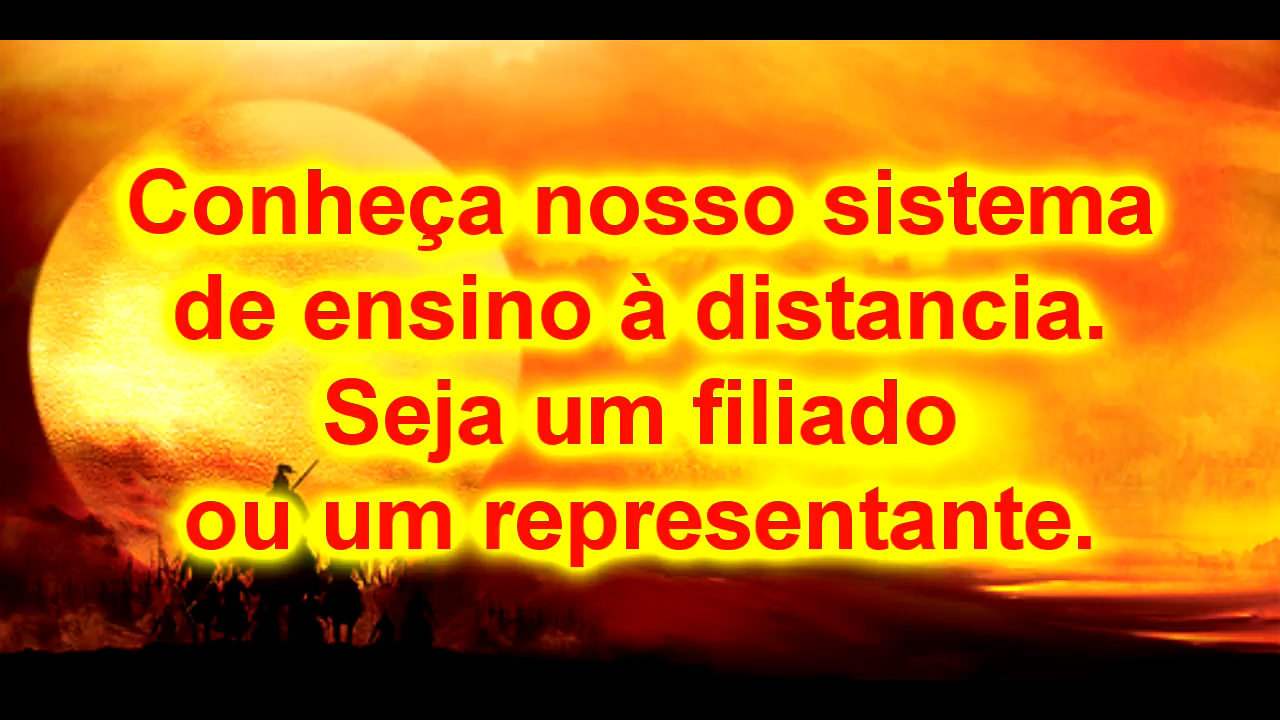 Conheça nosso sistema
de ensino à distancia.
Seja um filiado
ou um representante.